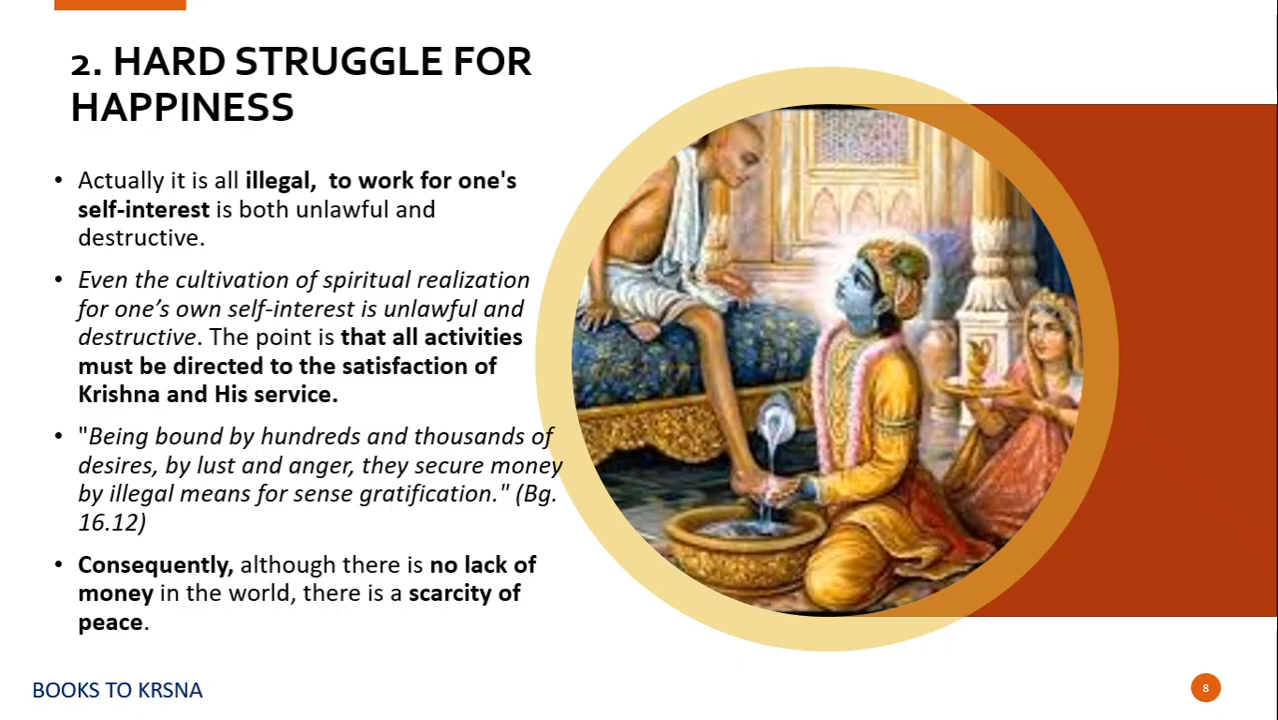 2. HARD STRUGGLE FOR
HAPPINESS
• Actually it is all illegal,  to work for one's
self-interest is both unlawful and
destructive.
• Even the cultivation of spiritual realization
for one’s own self-interest is unlawful and
destructive. The point is that all activities
must be directed to the satisfaction of
Krishna and His service.
• "Being bound by hundreds and thousands of
desires, by lust and anger, they secure money
by illegal means for sense gratification." (Bg.
16.12)
• Consequently, although there is no lack of
money in the world, there is a scarcity of
peace.
BOOKS TO KRSNA
8